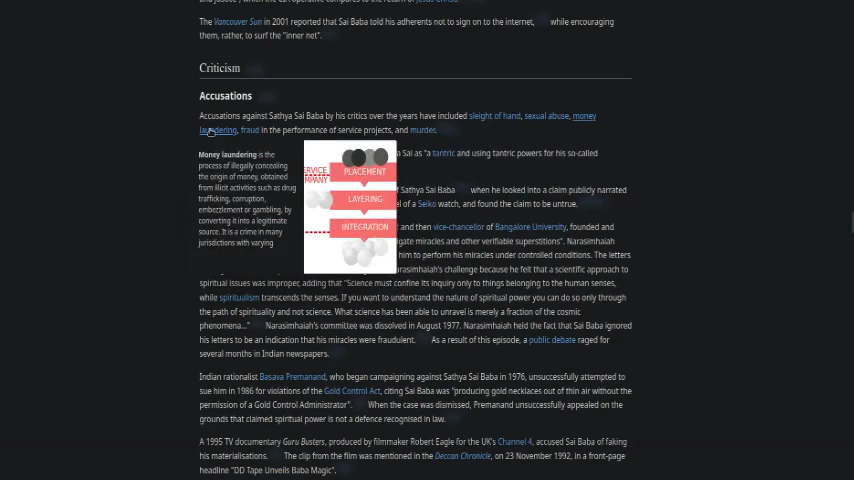 The Vancouver Sun in 2001 reported that Sai Baba told his adherents not to sign on to the internet, while encouraging
them, rather, to surf the "inner net".
Criticism
Accusations
Accusations against Sathya Sai Baba by his critics over the years have included sleight of hand, sexual abuse, money
laundering, fraud in the performance of service projects, and murder.
Money laundering is the
process of illegally concealing
the origin of money, obtained
from illicit activities such as drug
trafficking, corruption,
embezzlement or gambling, by
converting it into a legitimate
source. It is a crime in many
jurisdictions with varying
PLACEMENT
LAYERING
INTEGRATION
a Sai as "a tantric and using tantric powers for his so-called
f Sathya Sai Baba when he looked into a claim publicly narrated
el of a Seiko watch, and found the claim to be untrue.
and then vice-chancellor of Bangalore University, founded and
igate miracles and other verifiable superstitions". Narasimhaiah
him to perform his miracles under controlled conditions. The letters
arasimhaiah's challenge because he felt that a scientific approach to
spiritual issues was improper, adding that "Science must confine its inquiry only to things belonging to the human senses,
while spiritualism transcends the senses. If you want to understand the nature of spiritual power you can do so only through
the path of spirituality and not science. What science has been able to unravel is merely a fraction of the cosmic
phenomena..." Narasimhaiah's committee was dissolved in August 1977. Narasimhaiah held the fact that Sai Baba ignored
his letters to be an indication that his miracles were fraudulent. As a result of this episode, a public debate raged for
several months in Indian newspapers.
Indian rationalist Basava Premanand, who began campaigning against Sathya Sai Baba in 1976, unsuccessfully attempted to
sue him in 1986 for violations of the Gold Control Act, citing Sai Baba was "producing gold necklaces out of thin air without the
permission of a Gold Control Administrator". When the case was dismissed, Premanand unsuccessfully appealed on the
grounds that claimed spiritual power is not a defence recognised in law.
A 1995 TV documentary Guru Busters, produced by filmmaker Robert Eagle for the UK's Channel 4, accused Sai Baba of faking
his materialisations. The clip from the film was mentioned in the Deccan Chronicle, on 23 November 1992, in a front-page
headline "DD Tape Unveils Baba Magic".